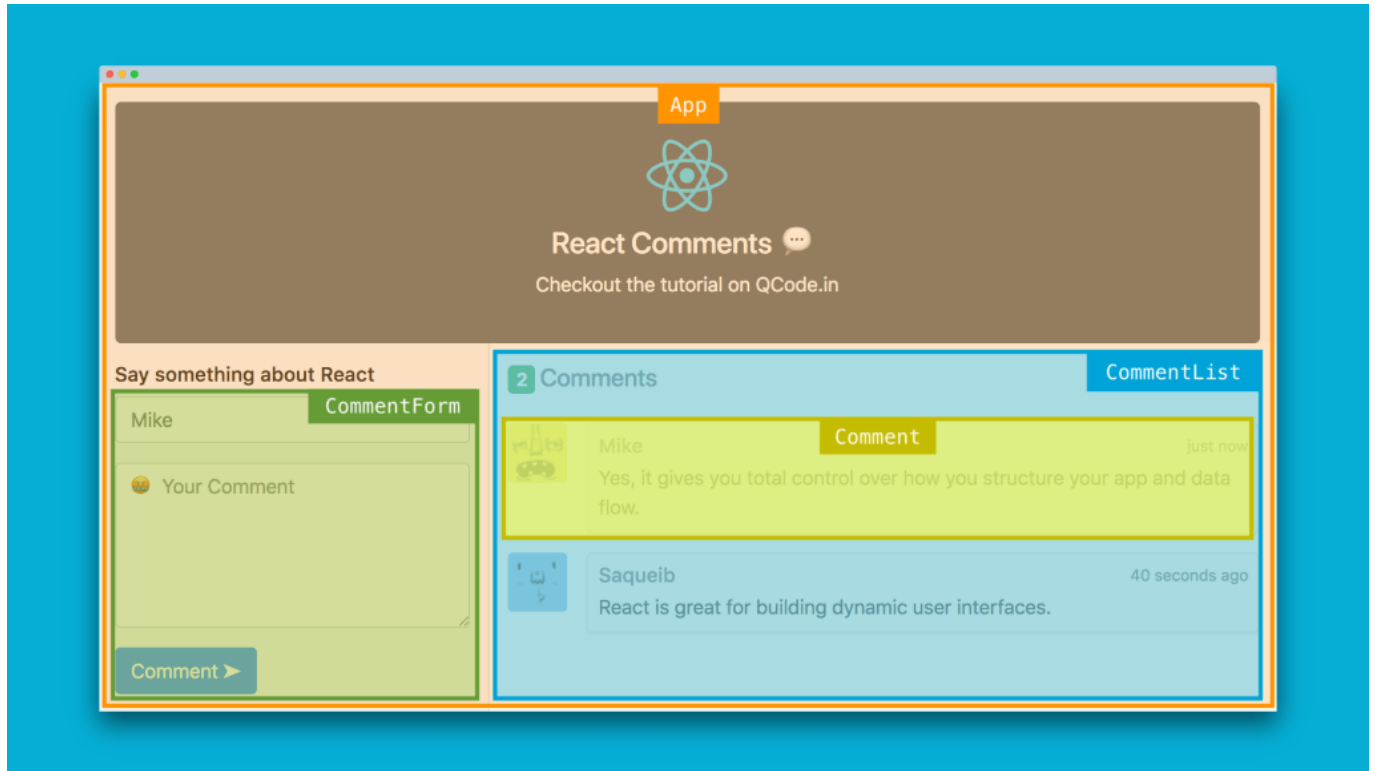 App
React Comments 💬
Checkout the tutorial on QCode.in
Say something about React
CommentForm
Mike
🤬 Your Comment
Comment ➤
2 Comments
CommentList
Comment
Mike
just now
Yes, it gives you total control over how you structure your app and data
flow.
Saqueib
40 seconds ago
React is great for building dynamic user interfaces.